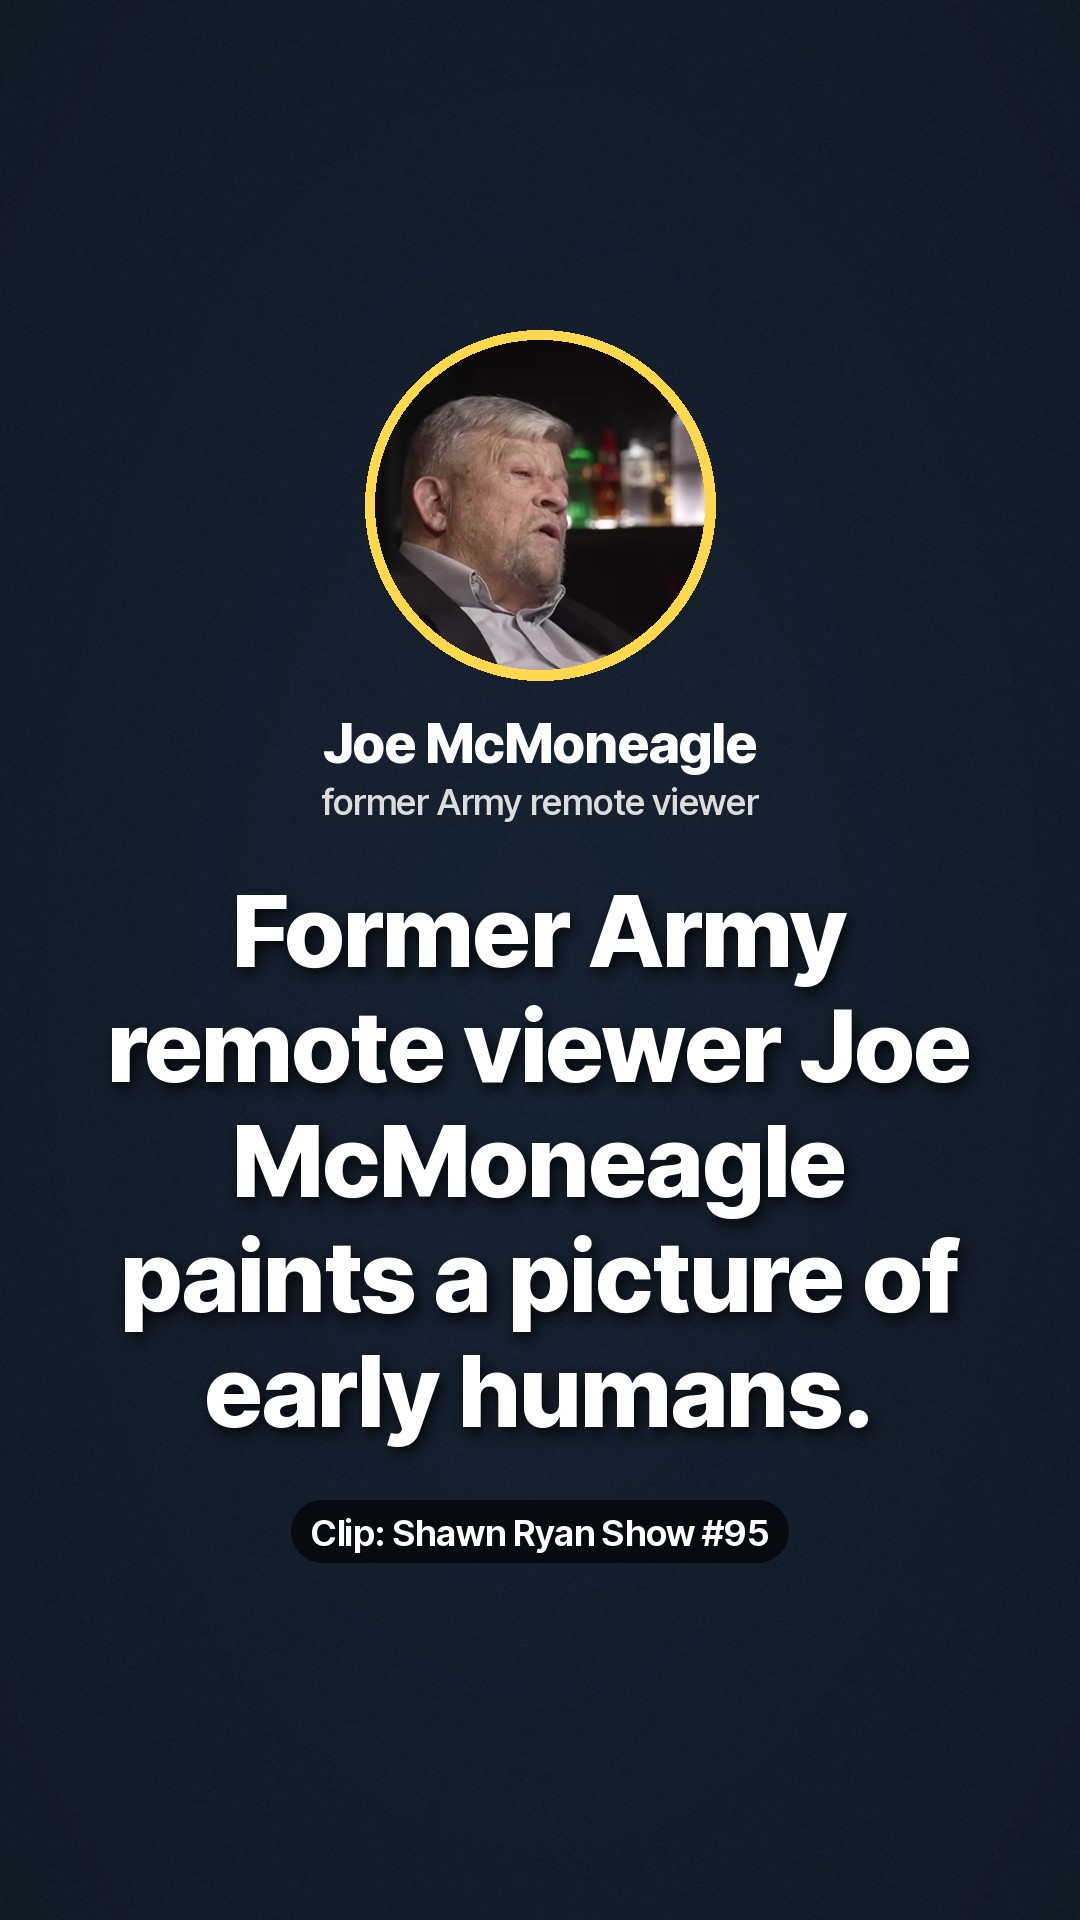 Joe McMoneagle
former Army remote viewer
Former Army
remote viewer Joe
McMoneagle
paints a picture of
early humans.
Clip: Shawn Ryan Show #95